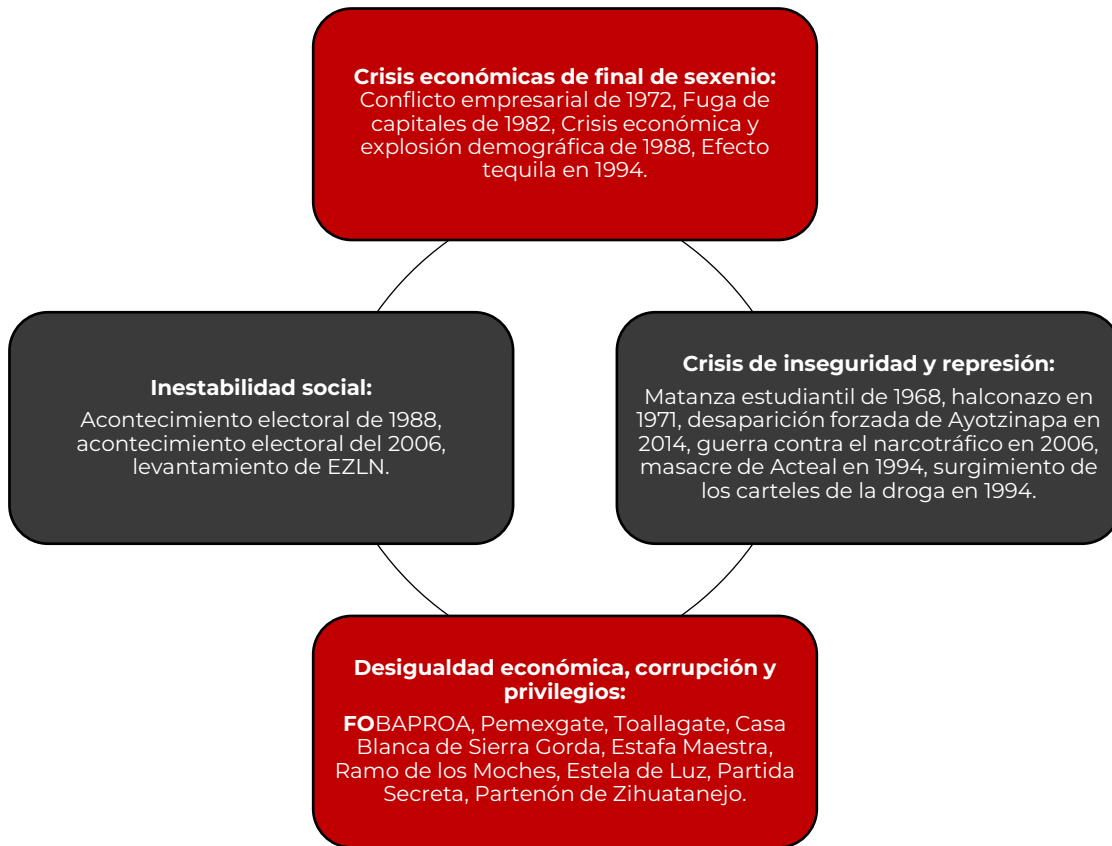 Crisis económicas de final de sexenio:
Conflicto empresarial de 1972, Fuga de
capitales de 1982, Crisis económica y
explosión demográfica de 1988, Efecto
tequila en 1994.
Inestabilidad social:
Acontecimiento electoral de 1988,
acontecimiento electoral del 2006,
levantamiento de EZLN.
Crisis de inseguridad y represión:
Matanza estudiantil de 1968, halconazo en
1971, desaparición forzada de Ayotzinapa en
2014, guerra contra el narcotráfico en 2006,
masacre de Acteal en 1994, surgimiento de
los carteles de la droga en 1994.
Desigualdad económica, corrupción y
privilegios:
FOBAPROA, Pemexgate, Toallagate, Casa
Blanca de Sierra Gorda, Estafa Maestra,
Ramo de los Moches, Estela de Luz, Partida
Secreta, Partenón de Zihuatanejo.